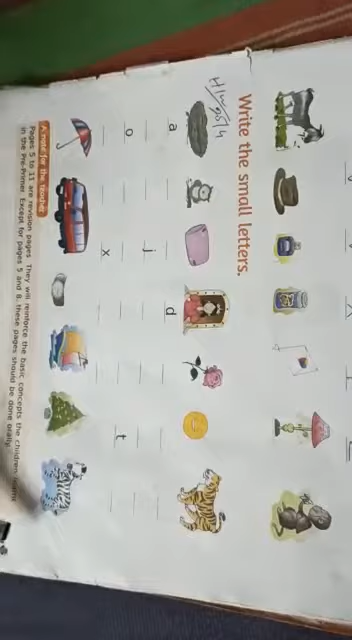 Write the small letters.
a d
j
o t
x
A note for the teacher
Pages 5 to 11 are revision pages. They will reinforce the basic concepts the children learnt
in the Pre-Primer. Except for pages 5 and 8, these pages should be done orally.